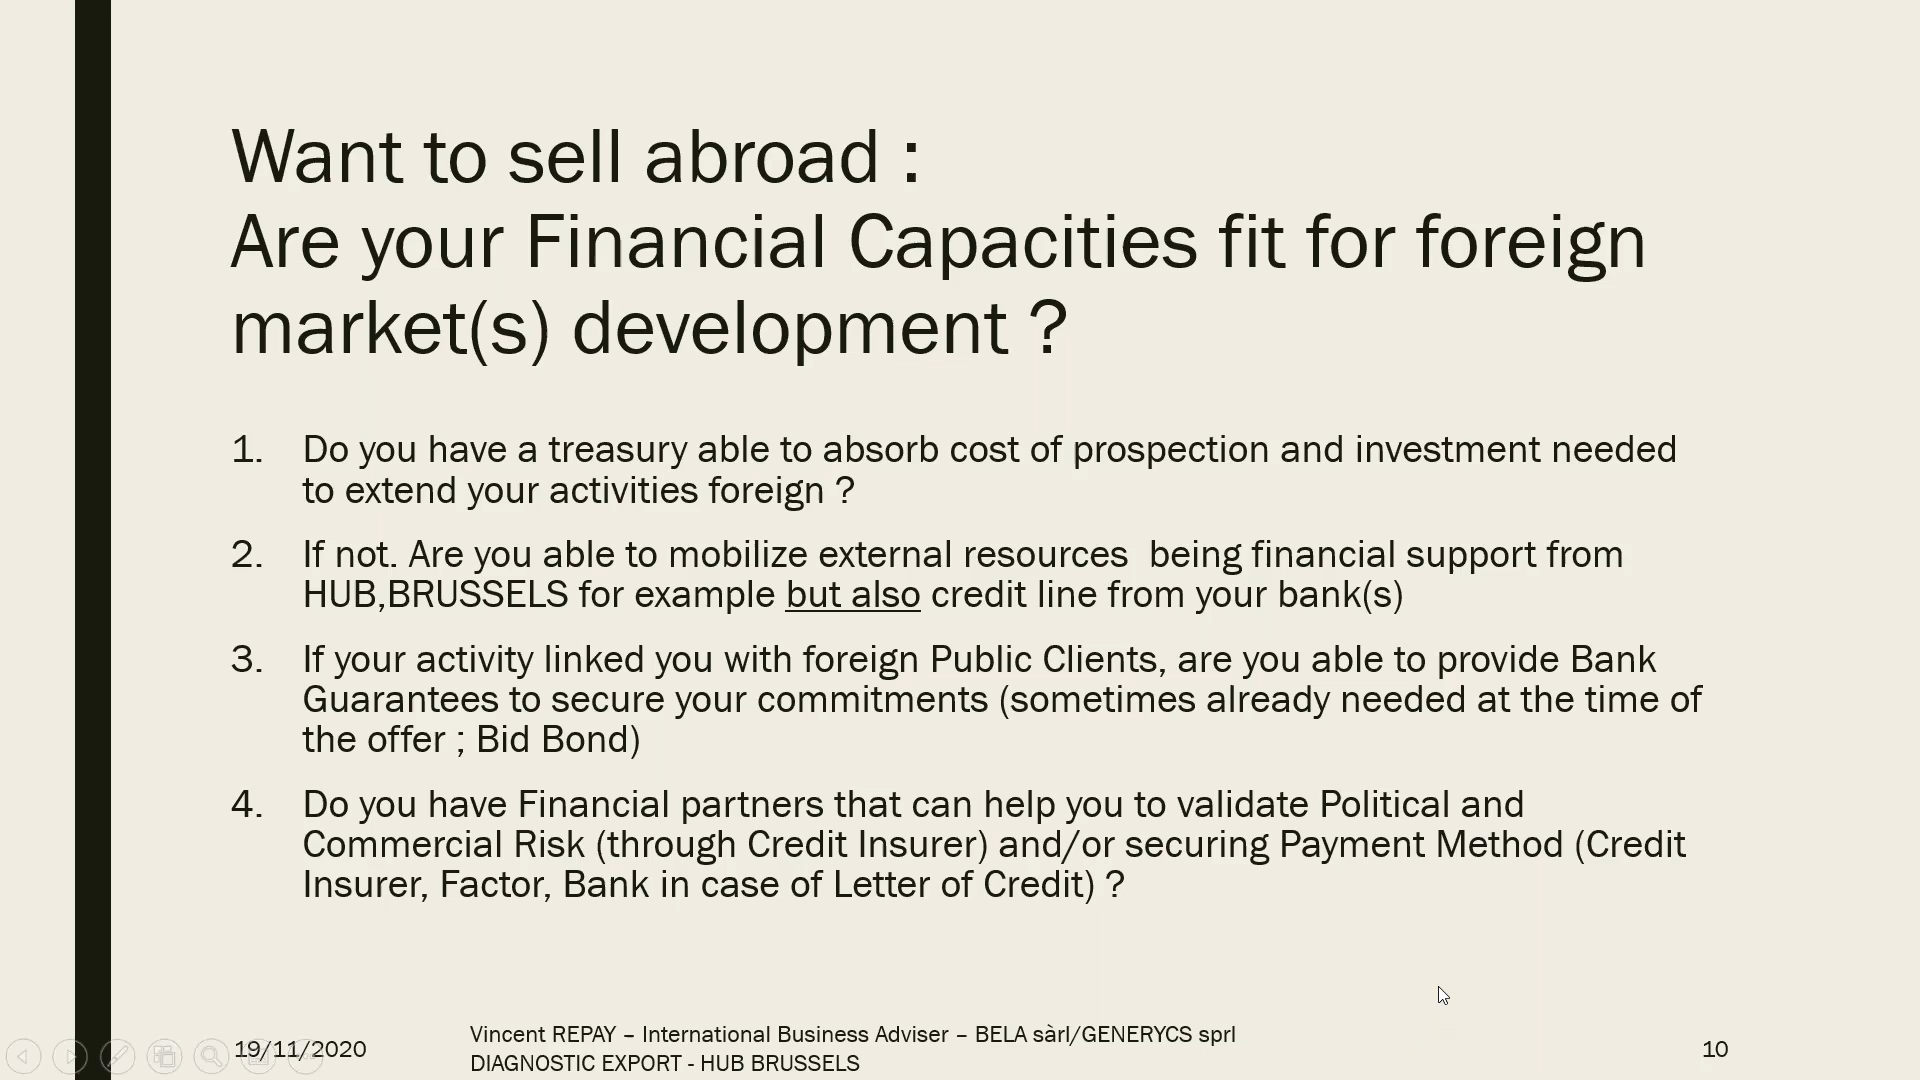 Want to sell abroad :
Are your Financial Capacities fit for foreign
market(s) development ?
1. Do you have a treasury able to absorb cost of prospection and investment needed
to extend your activities foreign ?
2. If not. Are you able to mobilize external resources  being financial support from
HUB,BRUSSELS for example but also credit line from your bank(s)
3. If your activity linked you with foreign Public Clients, are you able to provide Bank
Guarantees to secure your commitments (sometimes already needed at the time of
the offer ; Bid Bond)
4. Do you have Financial partners that can help you to validate Political and
Commercial Risk (through Credit Insurer) and/or securing Payment Method (Credit
Insurer, Factor, Bank in case of Letter of Credit) ?
19/11/2020
Vincent REPAY – International Business Adviser – BELA sàrl/GENERYCS sprl
DIAGNOSTIC EXPORT - HUB BRUSSELS
10